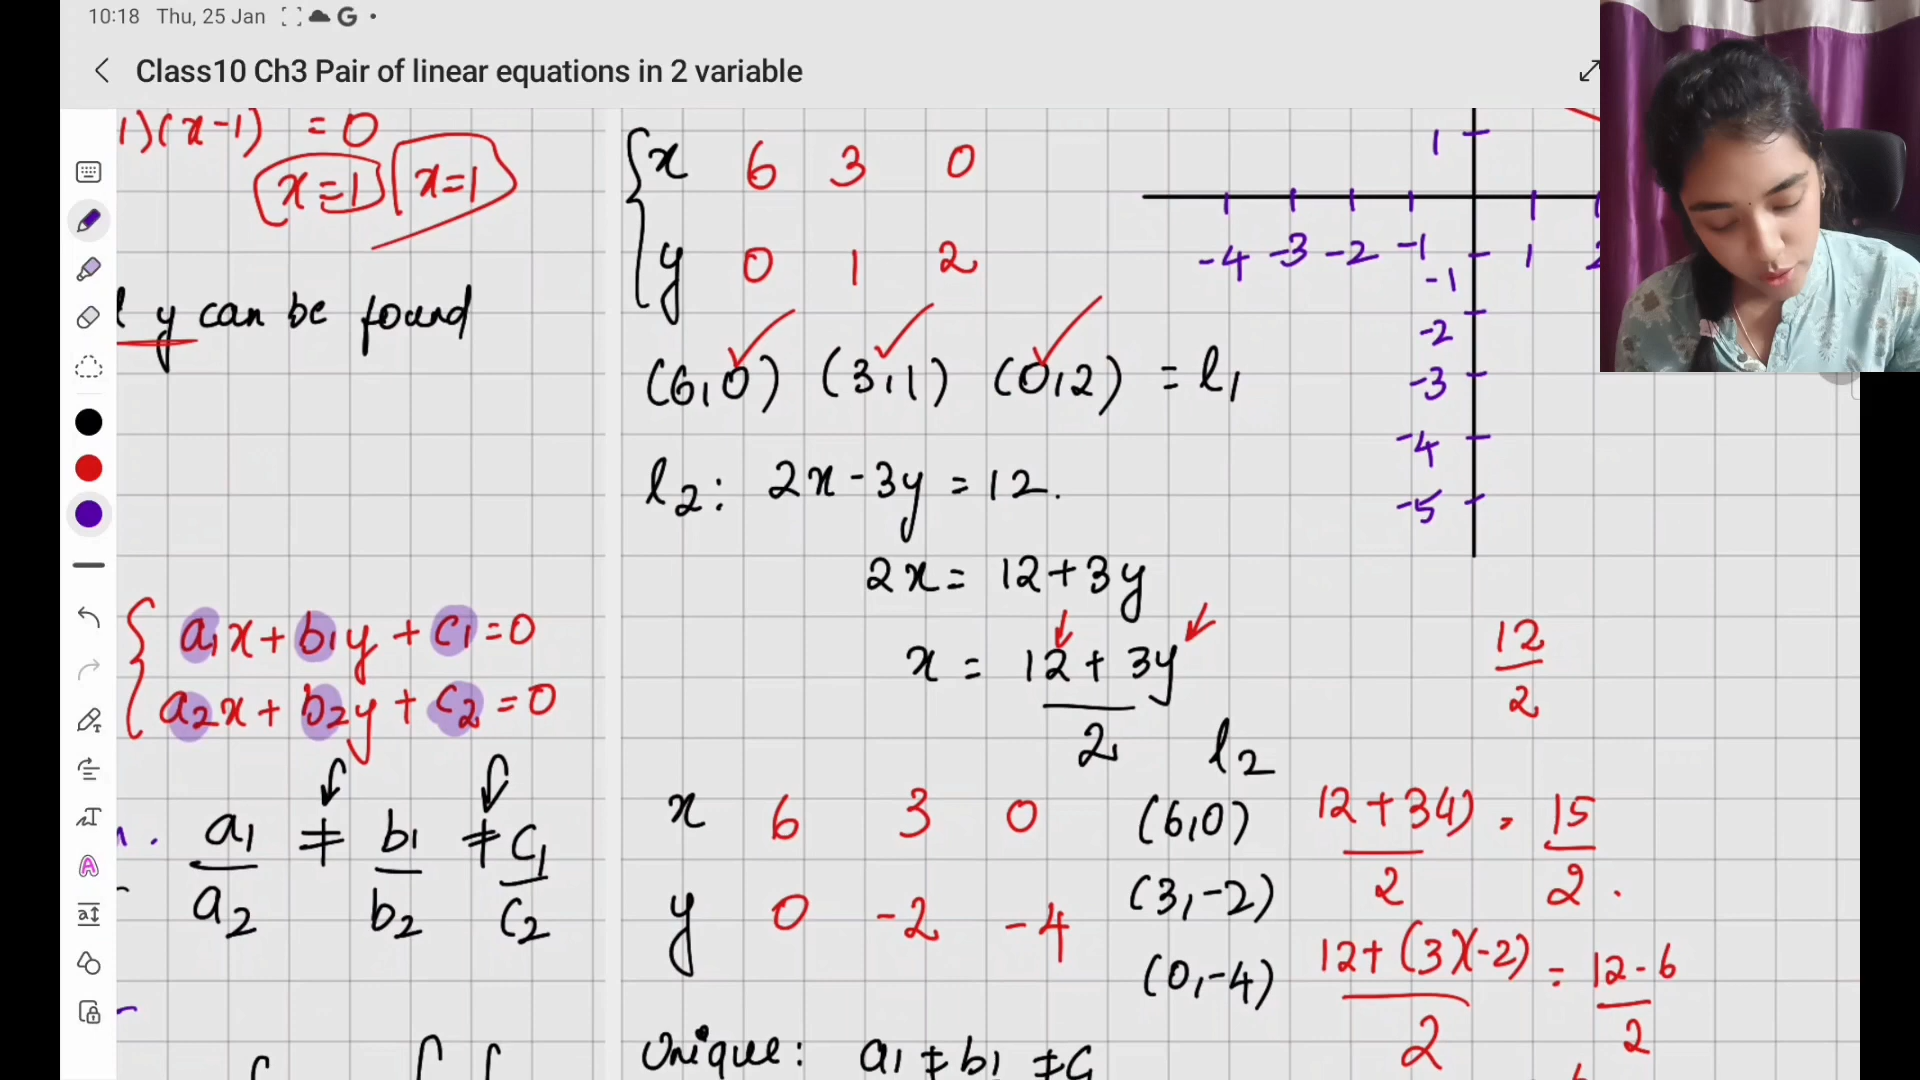 10:18 Thu, 25 Jan
Class10 Ch3 Pair of linear equations in 2 variable
1)(x-1) = 0
x=1 x=1
y can be found
a1x + b1y + c1 = 0
a2x + b2y + c2 = 0
a1/a2 ≠ b1/b2 ≠ c1/c2
x 6 3 0
y 0 1 2
(6,0) (3,1) (0,2) = l1
l2: 2x - 3y = 12.
2x = 12 + 3y
x = 12 + 3y
2
l2
x 6 3 0
y 0 -2 -4
(6,0)
(3,-2)
(0,-4)
Unique: a1 ≠ b1 ≠ c1
1
-4 -3 -2 -1 1 2
-1
-2
-3
-4
-5
12/2
12 + 3(1)/2 = 15/2.
12 + (3)(-2)/2 = 12 - 6/2